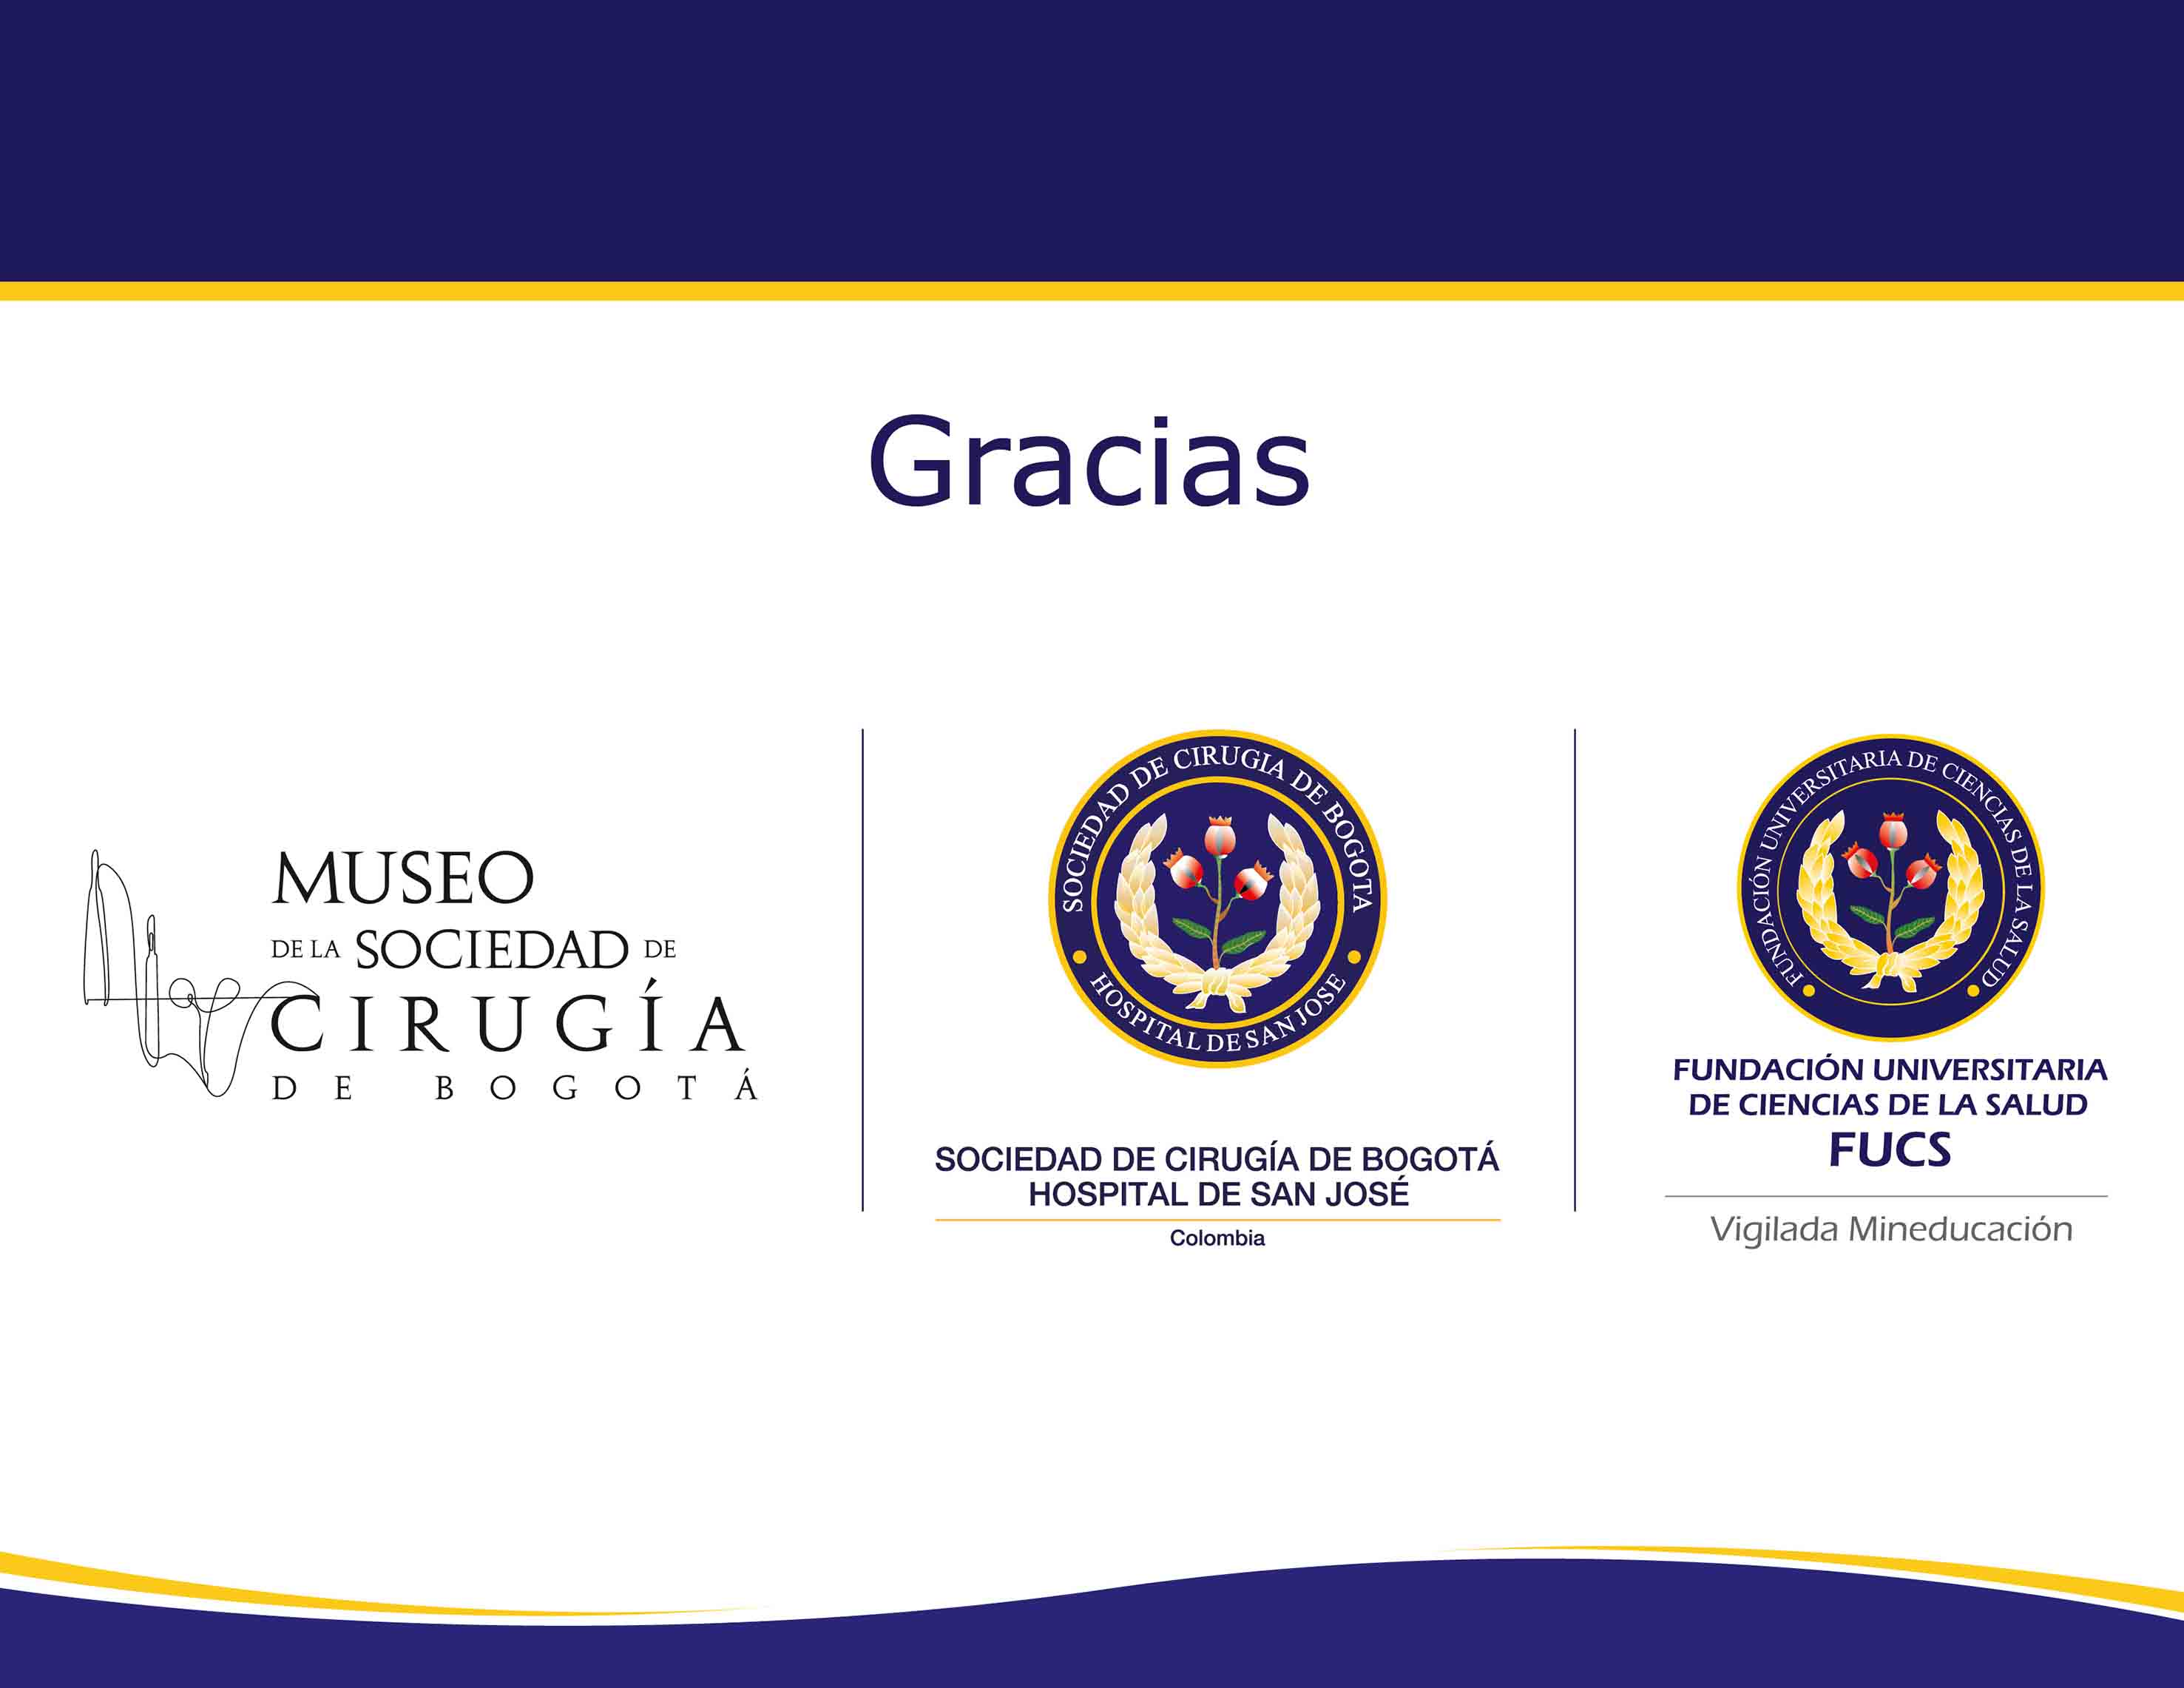 Gracias
MUSEO
DE LA SOCIEDAD DE
CIRUGÍA
DE BOGOTÁ
SOCIEDAD DE CIRUGIA DE BOGOTA
HOSPITAL DE SAN JOSE
SOCIEDAD DE CIRUGÍA DE BOGOTÁ
HOSPITAL DE SAN JOSÉ
Colombia
FUNDACIÓN UNIVERSITARIA DE CIENCIAS DE LA SALUD
FUNDACIÓN UNIVERSITARIA
DE CIENCIAS DE LA SALUD
FUCS
Vigilada Mineducación